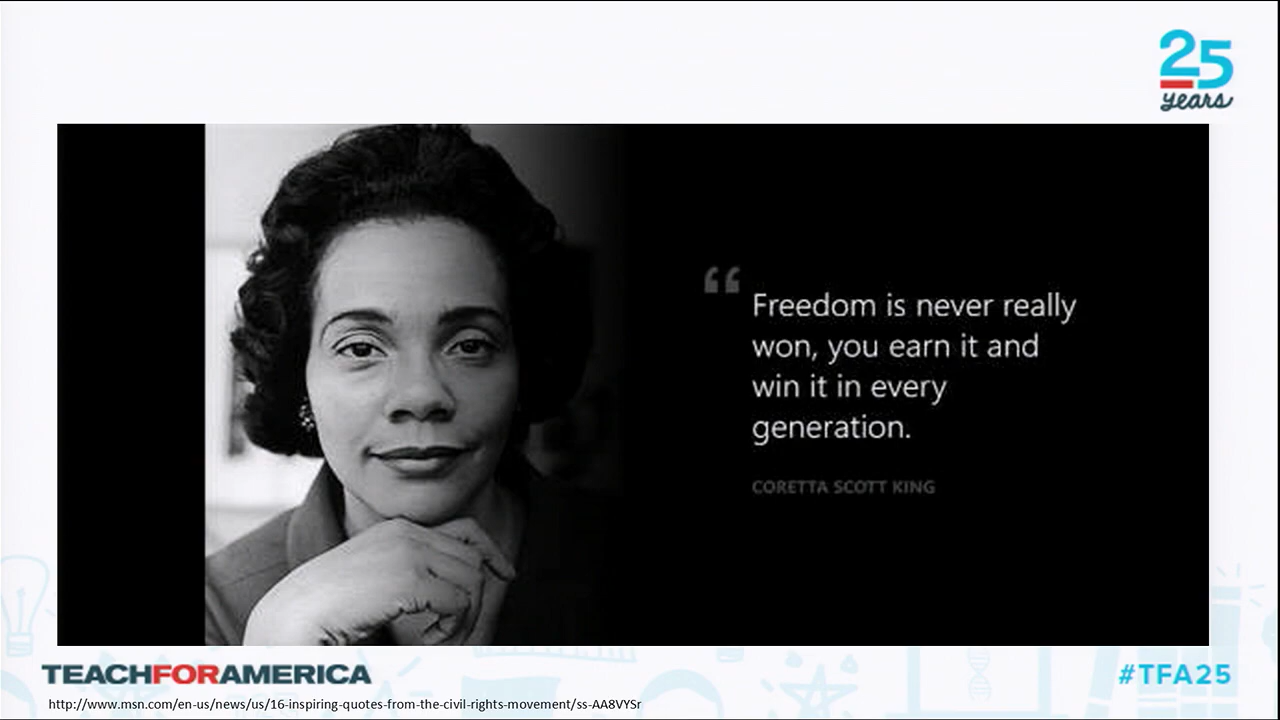 25
years
“
Freedom is never really
won, you earn it and
win it in every
generation.
CORETTA SCOTT KING
TEACHFORAMERICA
#TFA25
http://www.msn.com/en-us/news/us/16-inspiring-quotes-from-the-civil-rights-movement/ss-AA8VYSr